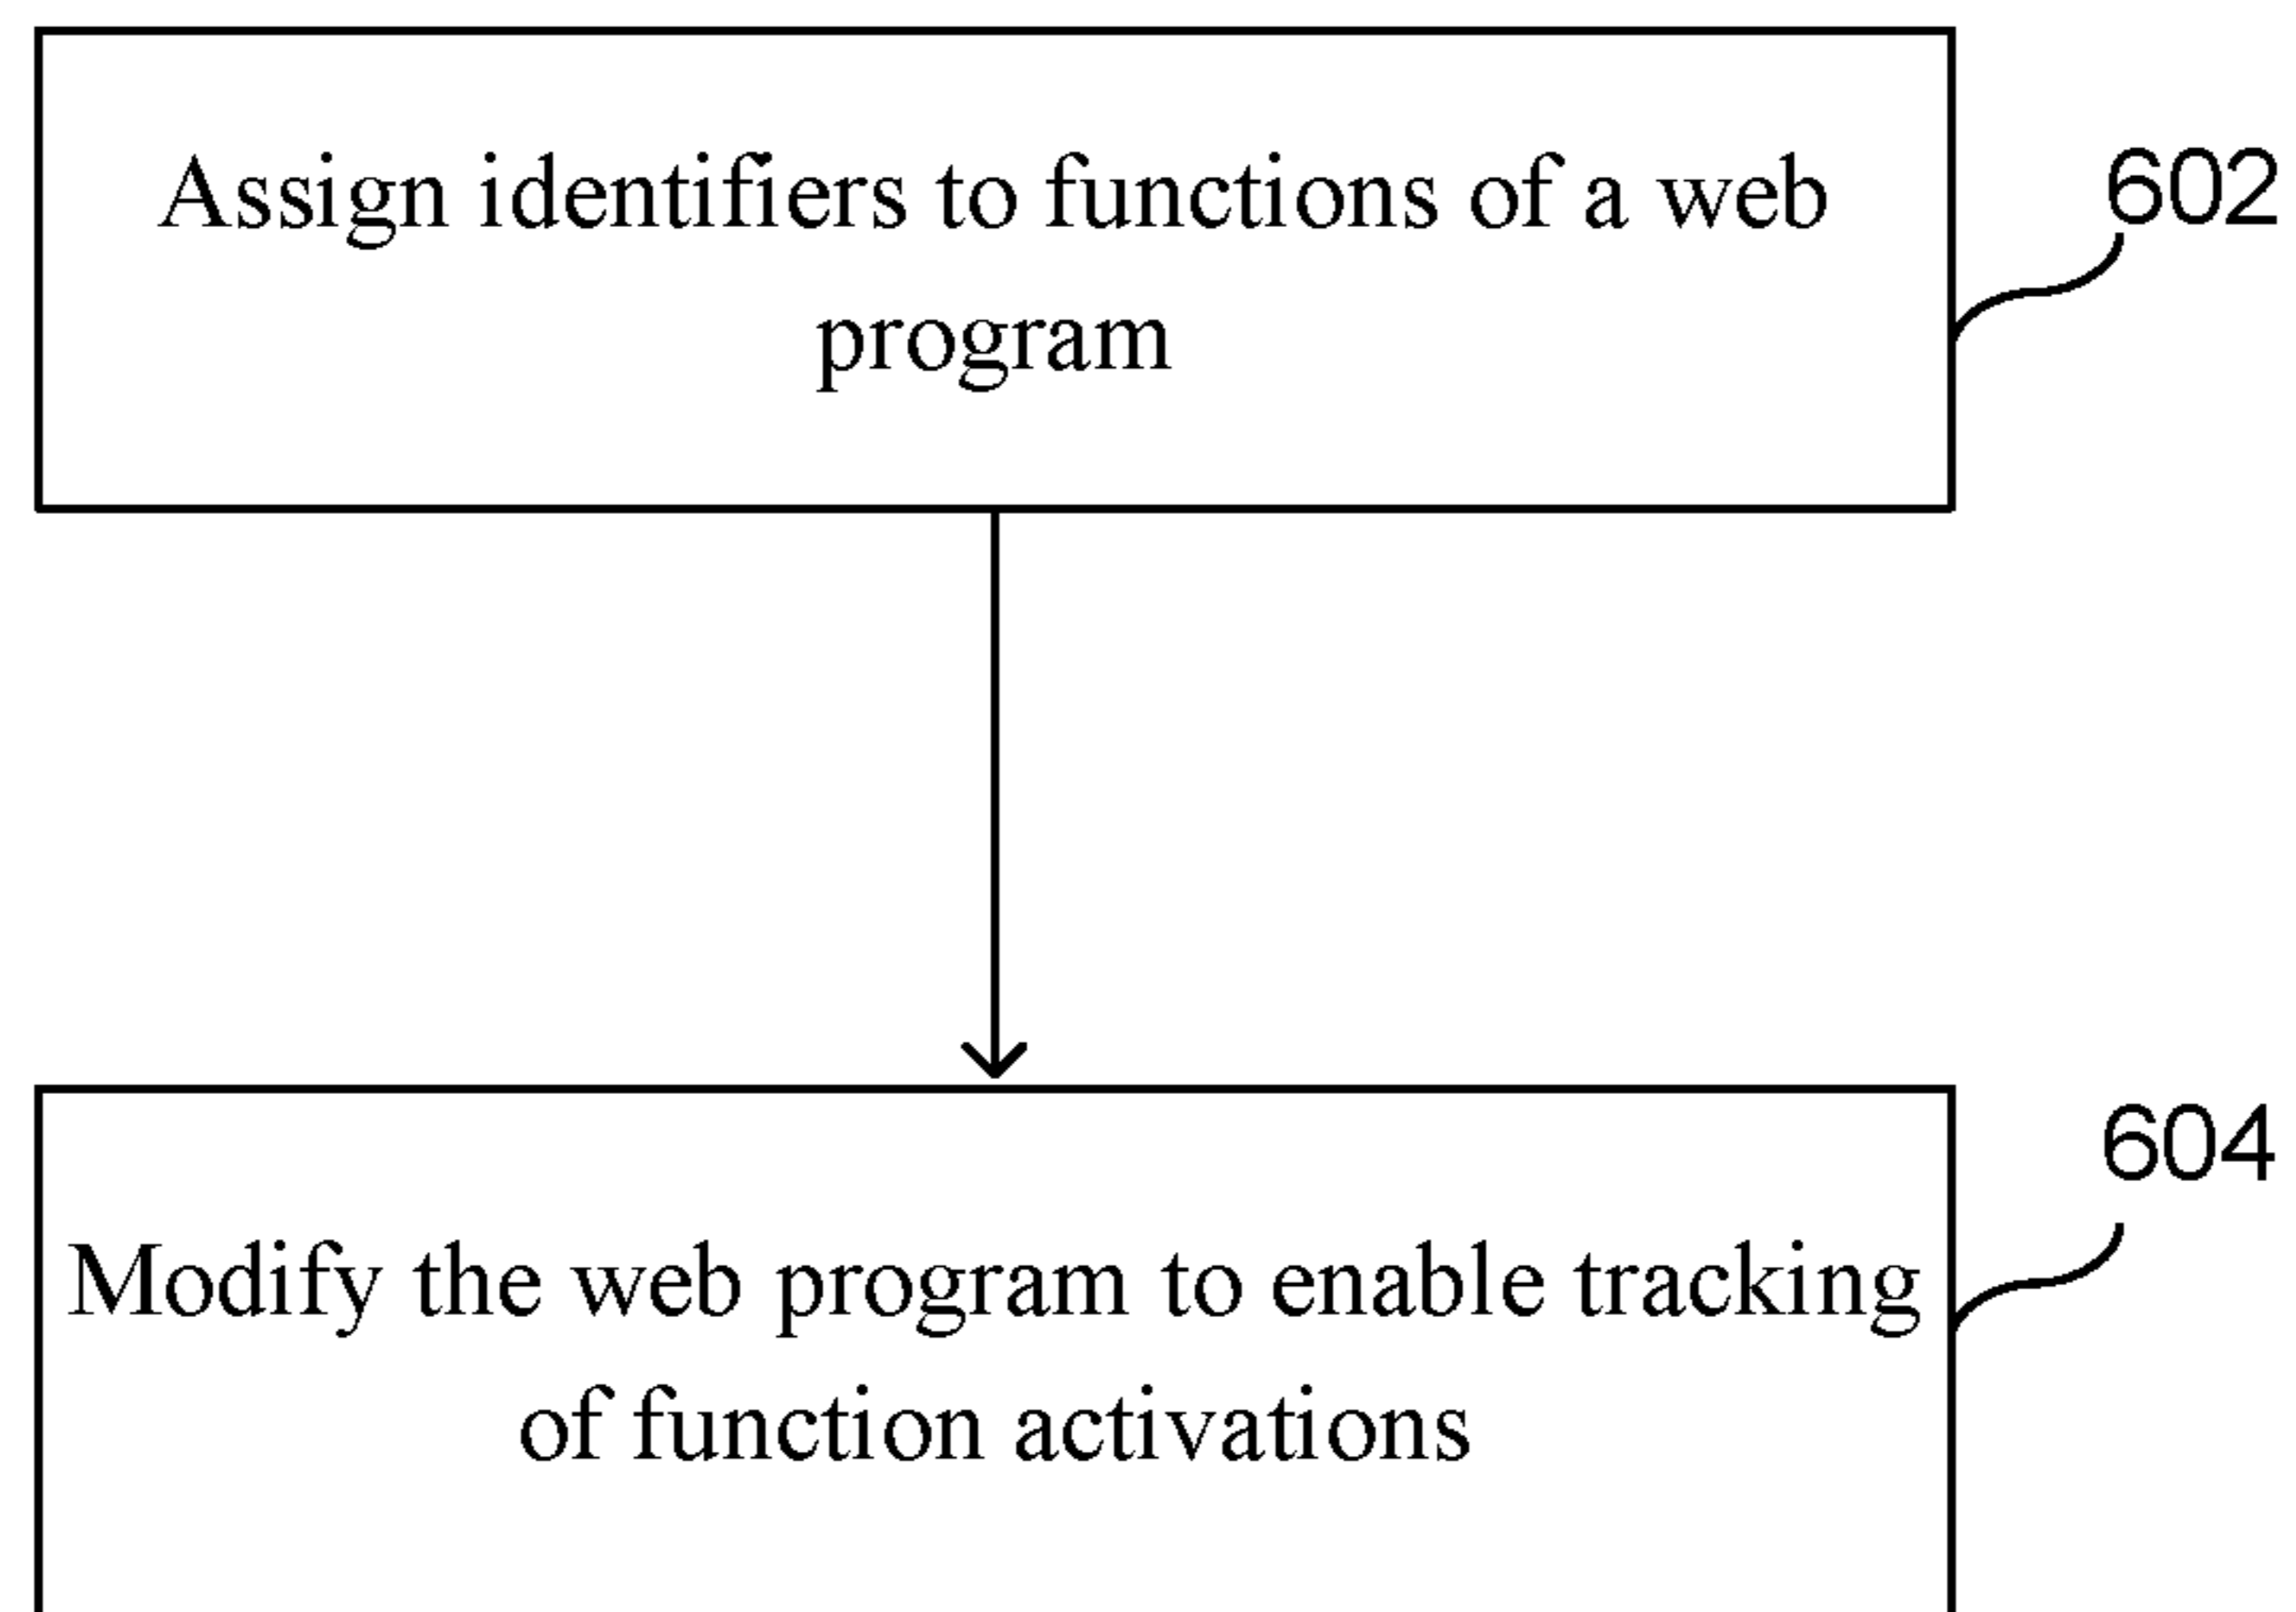 Assign identifiers to functions of a web
program
602
604
Modify the web program to enable tracking
of function activations